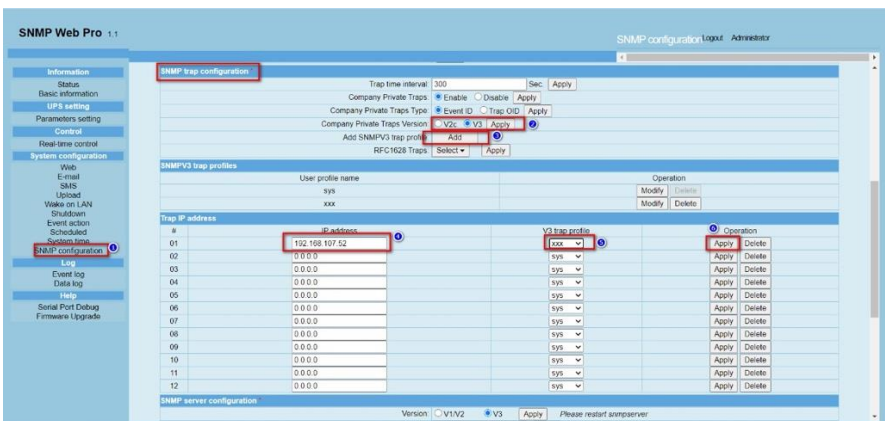 SNMP Web Pro 1.1
SNMP configuration Logout Administrator
Information
Status
Basic information
UPS setting
Parameters setting
Control
Real-time control
System configuration
Web
E-mail
SMS
Upload
Wake on LAN
Shutdown
Event action
Scheduled
System time
SNMP configuration 1
Log
Event log
Data log
Help
Serial Port Debug
Firmware Upgrade
SNMP trap configuration
Trap time interval: 300 Sec. Apply
Company Private Traps: Enable Disable Apply
Company Private Traps Type: Event ID Trap OID Apply
Company Private Traps Version: V2c V3 Apply 2
Add SNMPV3 trap profile: Add 3
RFC1628 Traps: Select Apply
SNMPV3 trap profiles
User profile name Operation
sys Modify Delete
xxx Modify Delete
Trap IP address
# IP address V3 trap profile 6 Operation
01 192.168.107.52 4 xxx 5 Apply Delete
02 0.0.0.0 sys Apply Delete
03 0.0.0.0 sys Apply Delete
04 0.0.0.0 sys Apply Delete
05 0.0.0.0 sys Apply Delete
06 0.0.0.0 sys Apply Delete
07 0.0.0.0 sys Apply Delete
08 0.0.0.0 sys Apply Delete
09 0.0.0.0 sys Apply Delete
10 0.0.0.0 sys Apply Delete
11 0.0.0.0 sys Apply Delete
12 0.0.0.0 sys Apply Delete
SNMP server configuration
Version: V1/V2 V3 Apply Please restart snmpserver